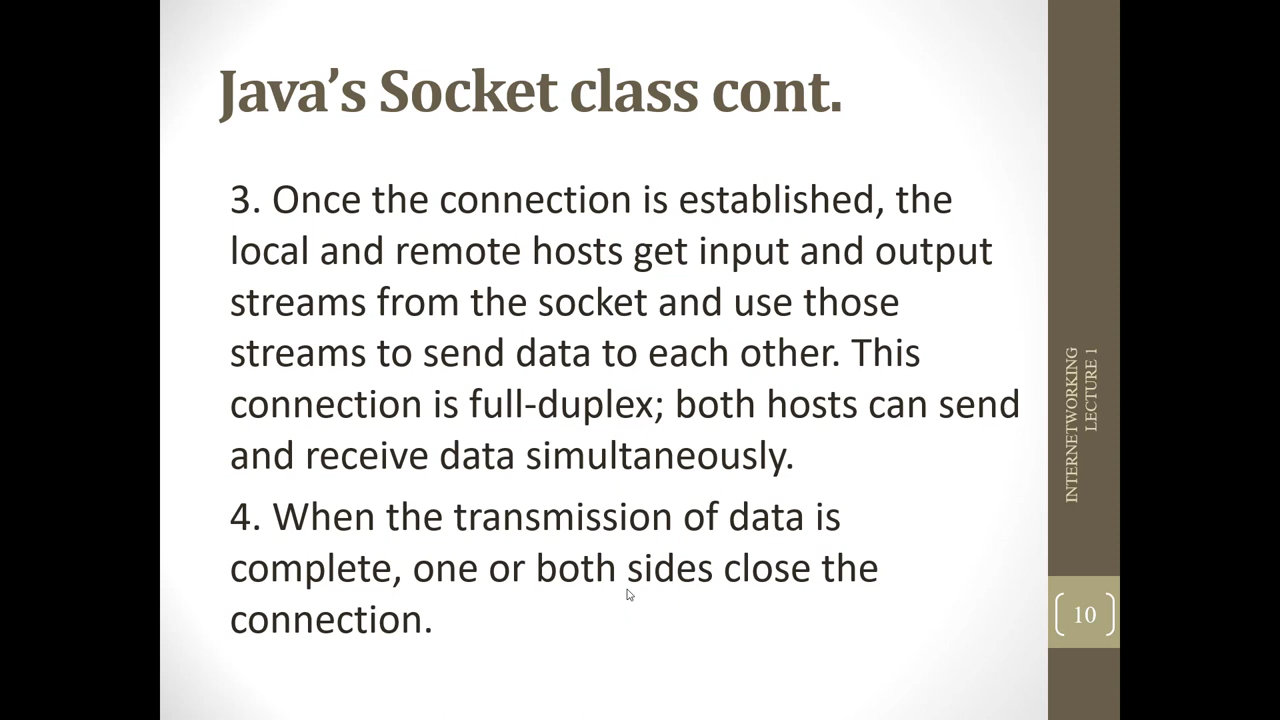 Java's Socket class cont.
3. Once the connection is established, the
local and remote hosts get input and output
streams from the socket and use those
streams to send data to each other. This
connection is full-duplex; both hosts can send
and receive data simultaneously.
4. When the transmission of data is
complete, one or both sides close the
connection.
INTERNETWORKING
LECTURE 1
10